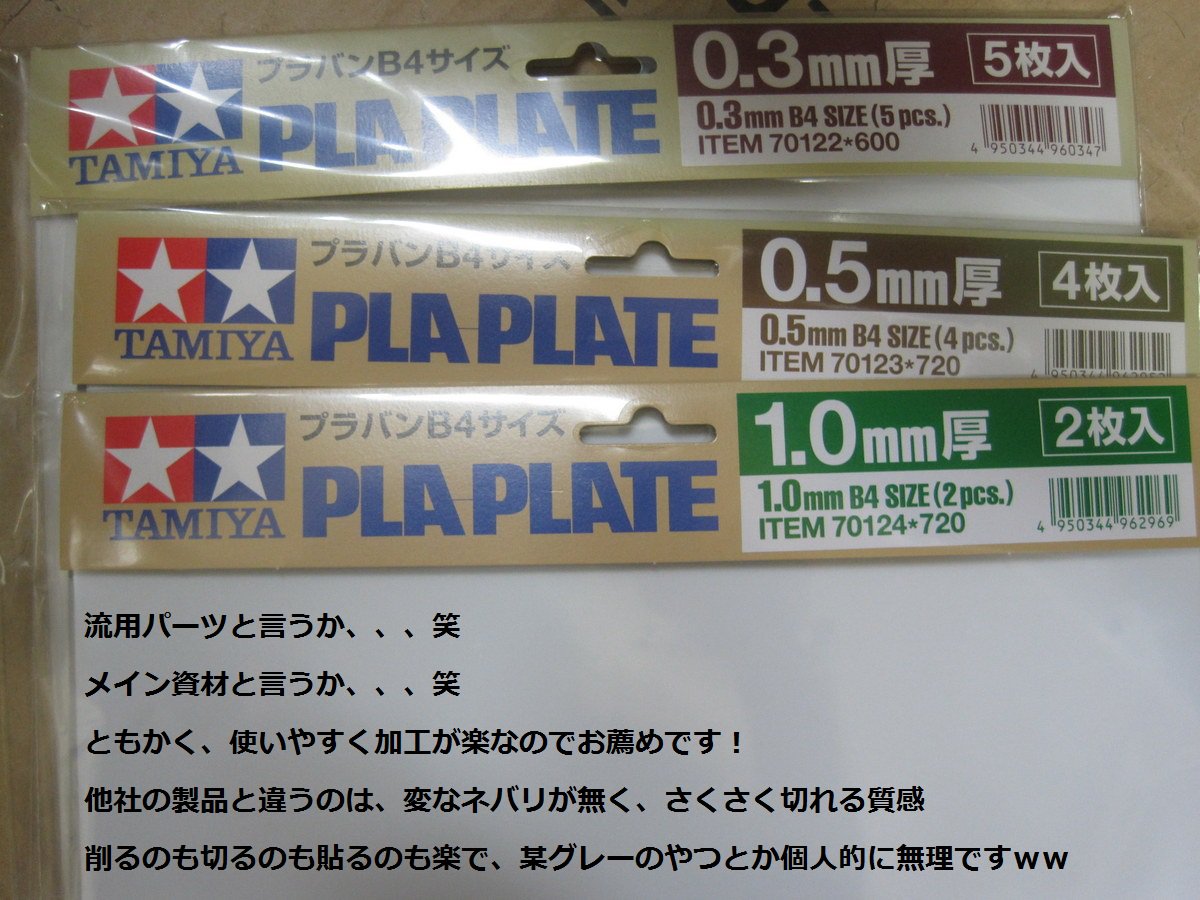 プラバンB4サイズ
TAMIYA
PLA PLATE
0.3mm厚
5枚入
0.3mm B4 SIZE (5 pcs.)
ITEM 70122*600
4 950344 960347
プラバンB4サイズ
TAMIYA
PLA PLATE
0.5mm厚
4枚入
0.5mm B4 SIZE (4 pcs.)
ITEM 70123*720
プラバンB4サイズ
TAMIYA
PLA PLATE
1.0mm厚
2枚入
1.0mm B4 SIZE (2 pcs.)
ITEM 70124*720
4 950344 962969
流用パーツと言うか、、、笑
メイン資材と言うか、、、笑
ともかく、使いやすく加工が楽なのでお薦めです！
他社の製品と違うのは、変なネバリが無く、さくさく切れる質感
削るのも切るのも貼るのも楽で、某グレーのやつとか個人的に無理ですｗｗ